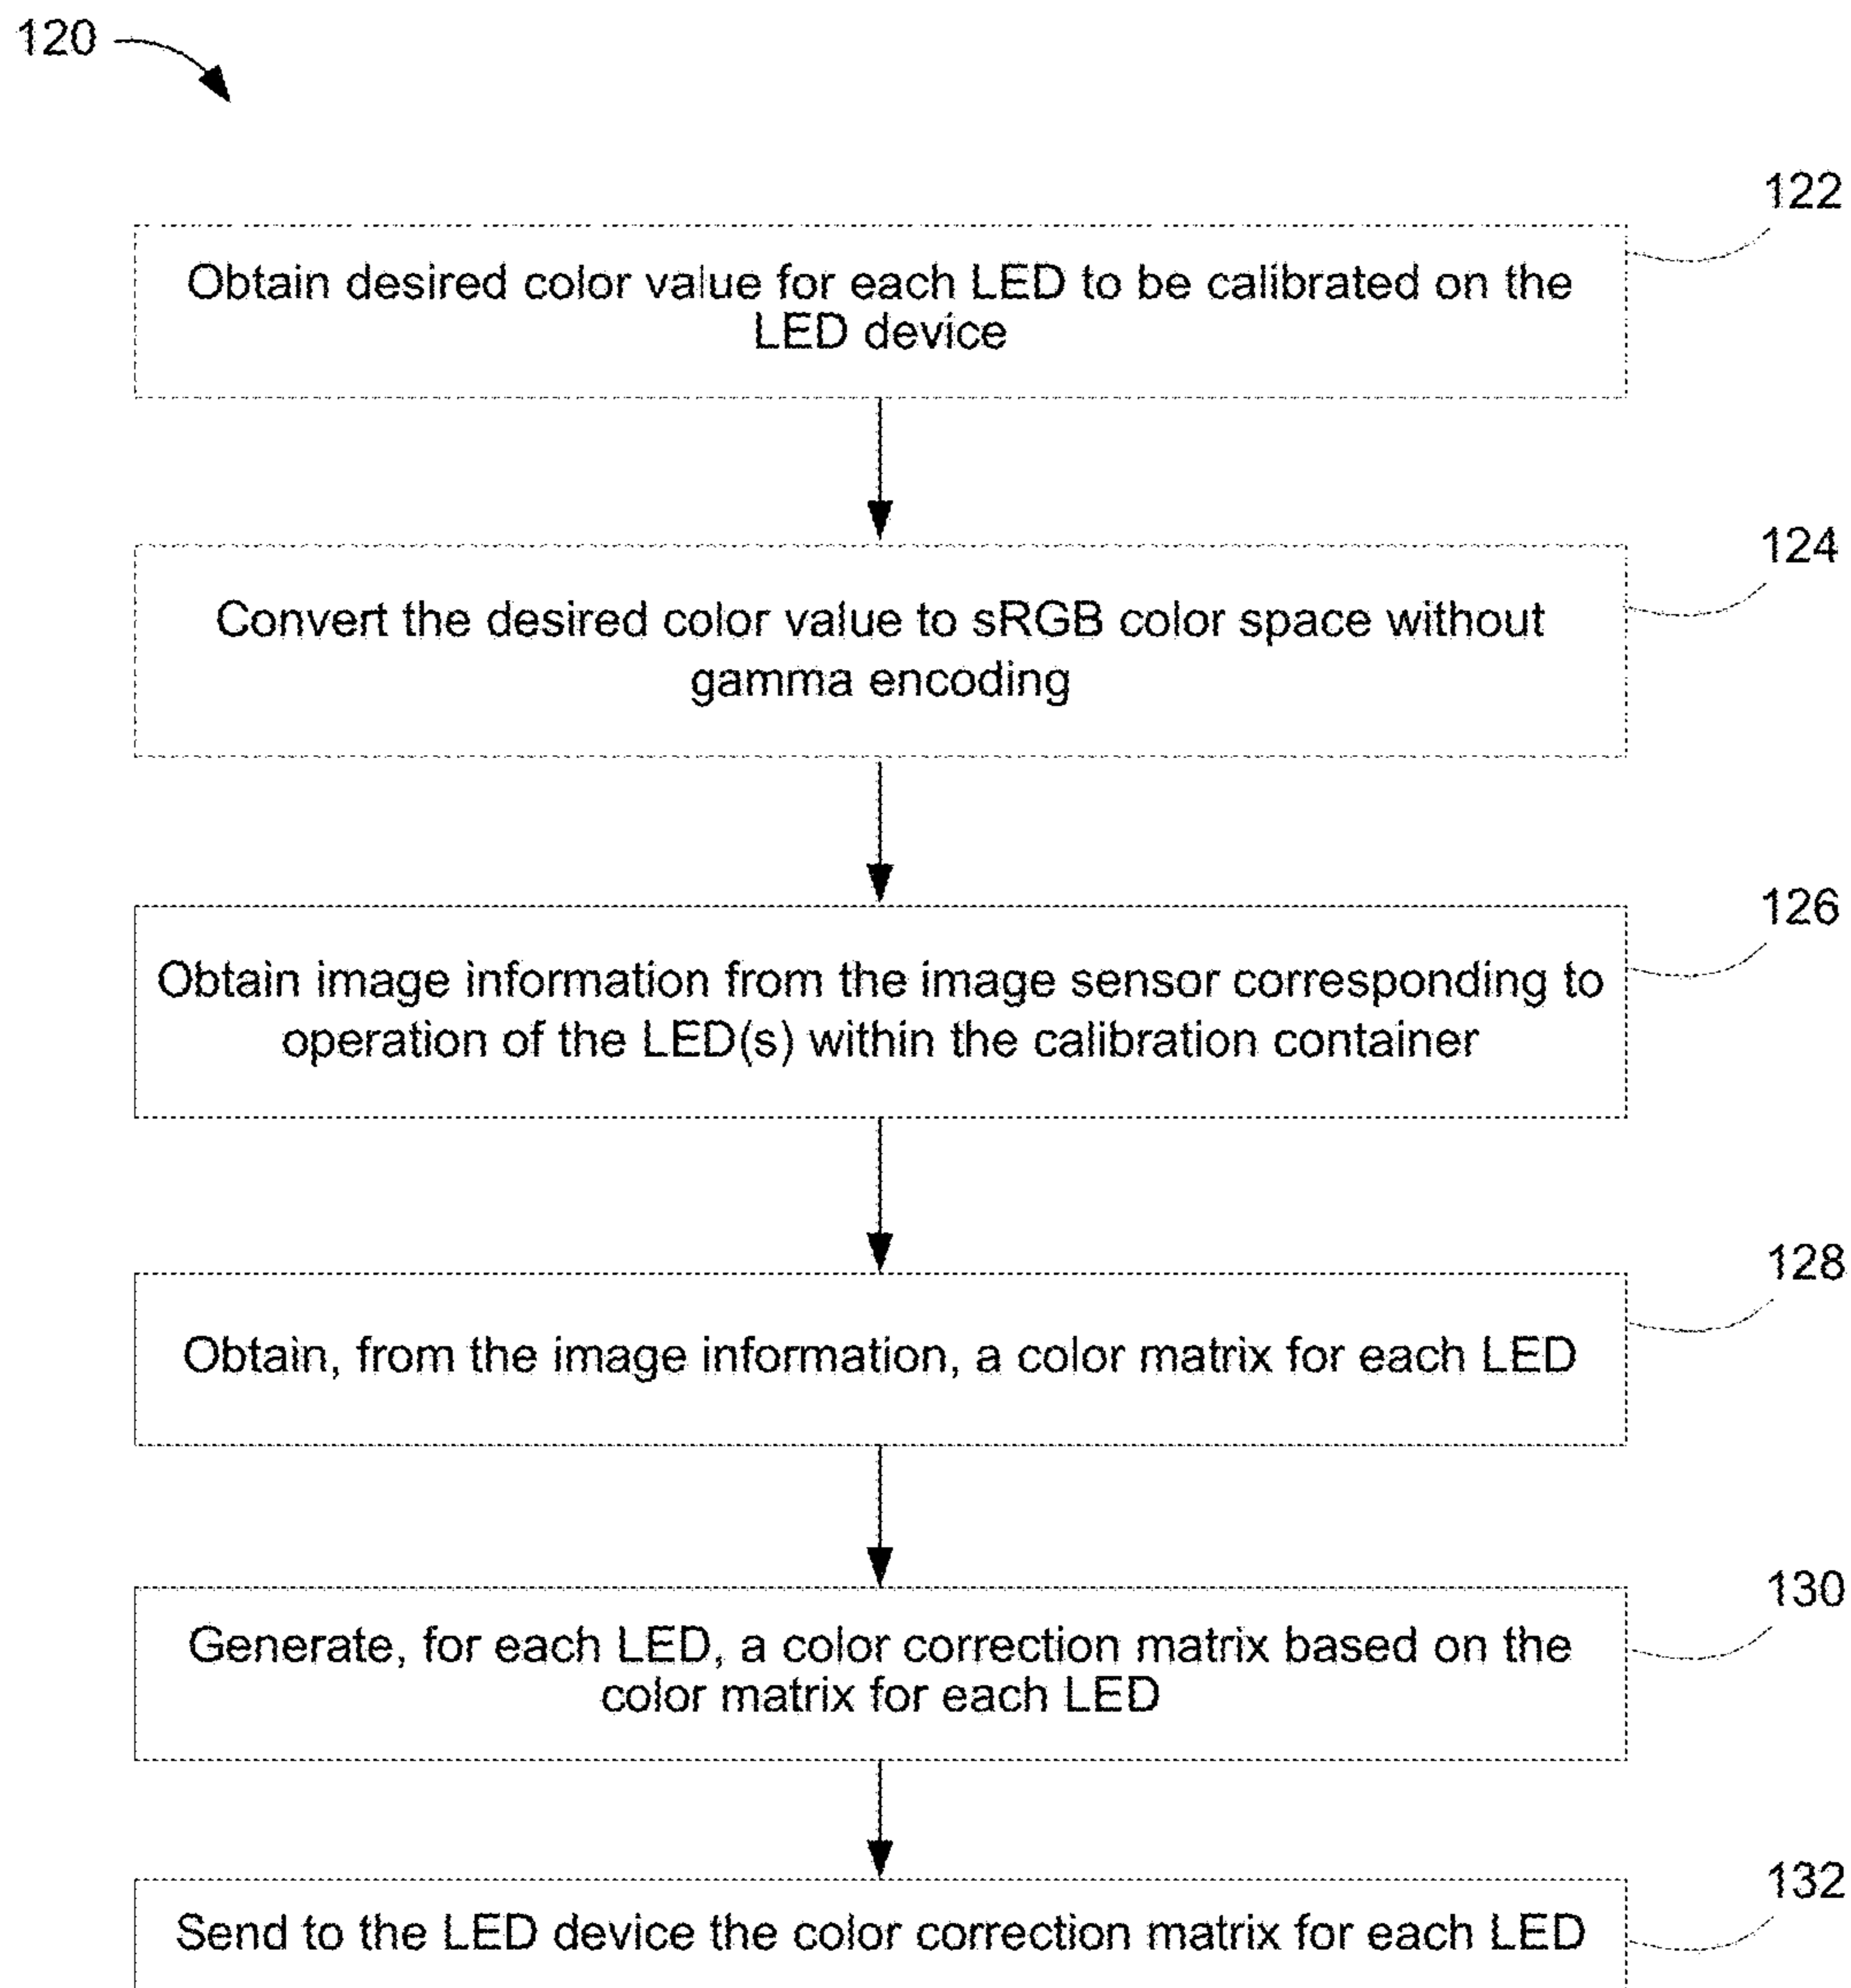 120
122
Obtain desired color value for each LED to be calibrated on the
LED device
124
Convert the desired color value to sRGB color space without
gamma encoding
126
Obtain image information from the image sensor corresponding to
operation of the LED(s) within the calibration container
128
Obtain, from the image information, a color matrix for each LED
130
Generate, for each LED, a color correction matrix based on the
color matrix for each LED
132
Send to the LED device the color correction matrix for each LED